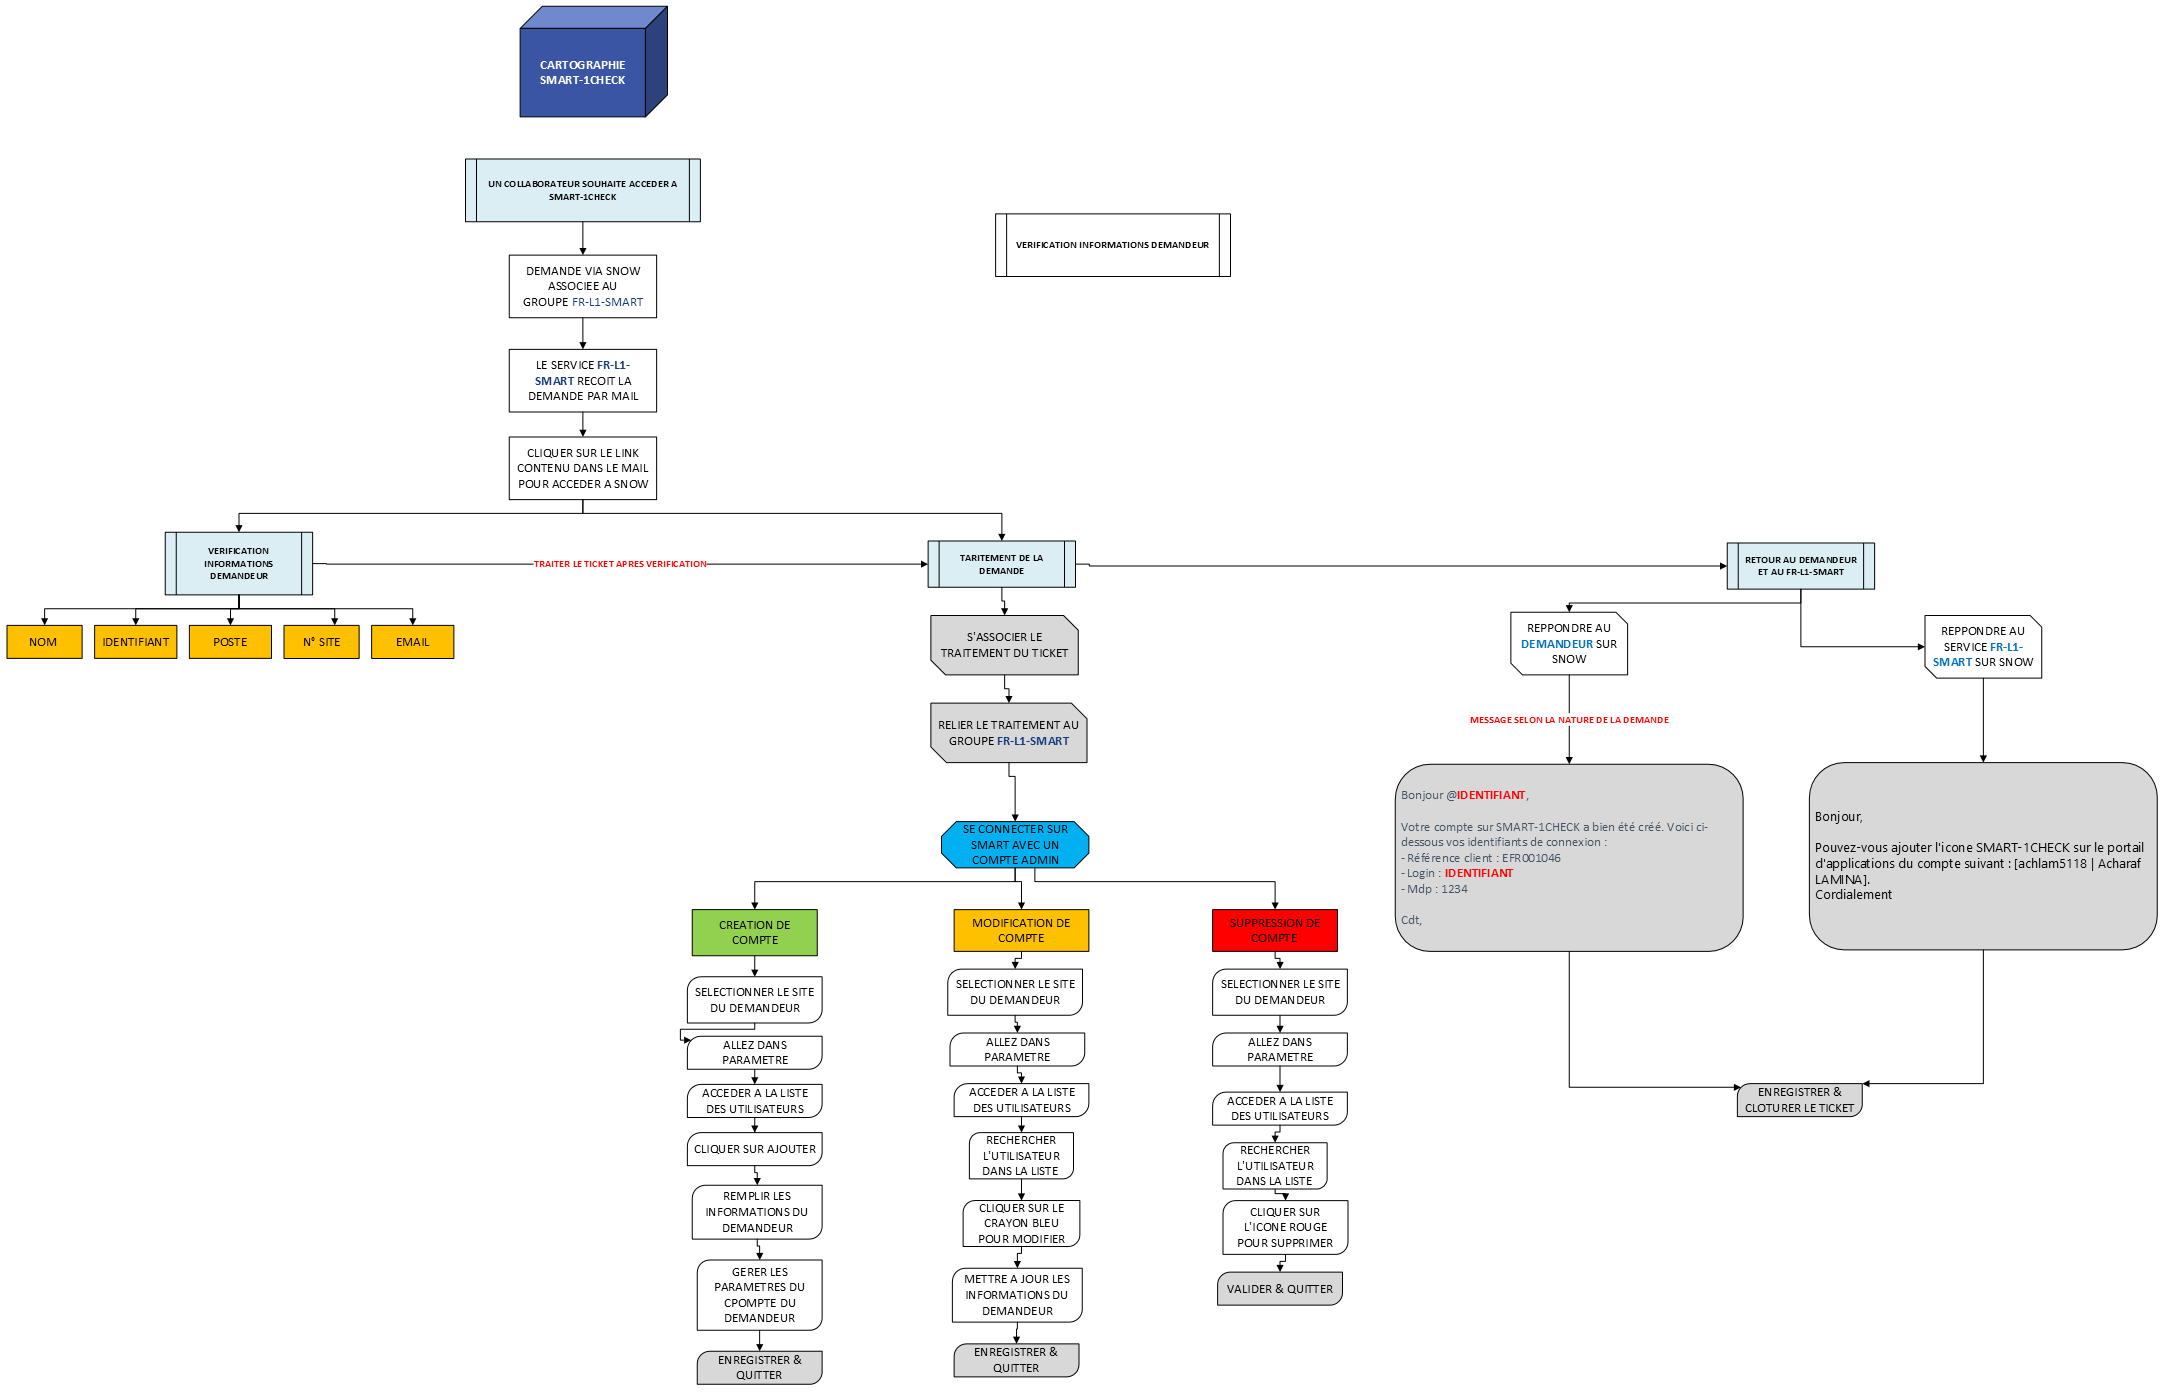 CARTOGRAPHIE
SMART-1CHECK
UN COLLABORATEUR SOUHAITE ACCEDER A
SMART-1CHECK
VERIFICATION INFORMATIONS DEMANDEUR
DEMANDE VIA SNOW
ASSOCIEE AU
GROUPE FR-L1-SMART
LE SERVICE FR-L1-
SMART RECOIT LA
DEMANDE PAR MAIL
CLIQUER SUR LE LINK
CONTENU DANS LE MAIL
POUR ACCEDER A SNOW
VERIFICATION
INFORMATIONS
DEMANDEUR
TRAITER LE TICKET APRES VERIFICATION
TARITEMENT DE LA
DEMANDE
RETOUR AU DEMANDEUR
ET AU FR-L1-SMART
NOM
IDENTIFIANT
POSTE
N° SITE
EMAIL
S'ASSOCIER LE
TRAITEMENT DU TICKET
RELIER LE TRAITEMENT AU
GROUPE FR-L1-SMART
SE CONNECTER SUR
SMART AVEC UN
COMPTE ADMIN
CREATION DE
COMPTE
SELECTIONNER LE SITE
DU DEMANDEUR
ALLEZ DANS
PARAMETRE
ACCEDER A LA LISTE
DES UTILISATEURS
CLIQUER SUR AJOUTER
REMPLIR LES
INFORMATIONS DU
DEMANDEUR
GERER LES
PARAMETRES DU
CPOMPTE DU
DEMANDEUR
ENREGISTRER &
QUITTER
MODIFICATION DE
COMPTE
SELECTIONNER LE SITE
DU DEMANDEUR
ALLEZ DANS
PARAMETRE
ACCEDER A LA LISTE
DES UTILISATEURS
RECHERCHER
L'UTILISATEUR
DANS LA LISTE
CLIQUER SUR LE
CRAYON BLEU
POUR MODIFIER
METTRE A JOUR LES
INFORMATIONS DU
DEMANDEUR
ENREGISTRER &
QUITTER
SUPPRESSION DE
COMPTE
SELECTIONNER LE SITE
DU DEMANDEUR
ALLEZ DANS
PARAMETRE
ACCEDER A LA LISTE
DES UTILISATEURS
RECHERCHER
L'UTILISATEUR
DANS LA LISTE
CLIQUER SUR
L'ICONE ROUGE
POUR SUPPRIMER
VALIDER & QUITTER
REPPONDRE AU
DEMANDEUR SUR
SNOW
MESSAGE SELON LA NATURE DE LA DEMANDE
Bonjour @IDENTIFIANT,
Votre compte sur SMART-1CHECK a bien été créé. Voici ci-
dessous vos identifiants de connexion :
- Référence client : EFR001046
- Login : IDENTIFIANT
- Mdp : 1234
Cdt,
REPPONDRE AU
SERVICE FR-L1-
SMART SUR SNOW
Bonjour,
Pouvez-vous ajouter l'icone SMART-1CHECK sur le portail
d'applications du compte suivant : [achlam5118 | Acharaf
LAMINA].
Cordialement
ENREGISTRER &
CLOTURER LE TICKET